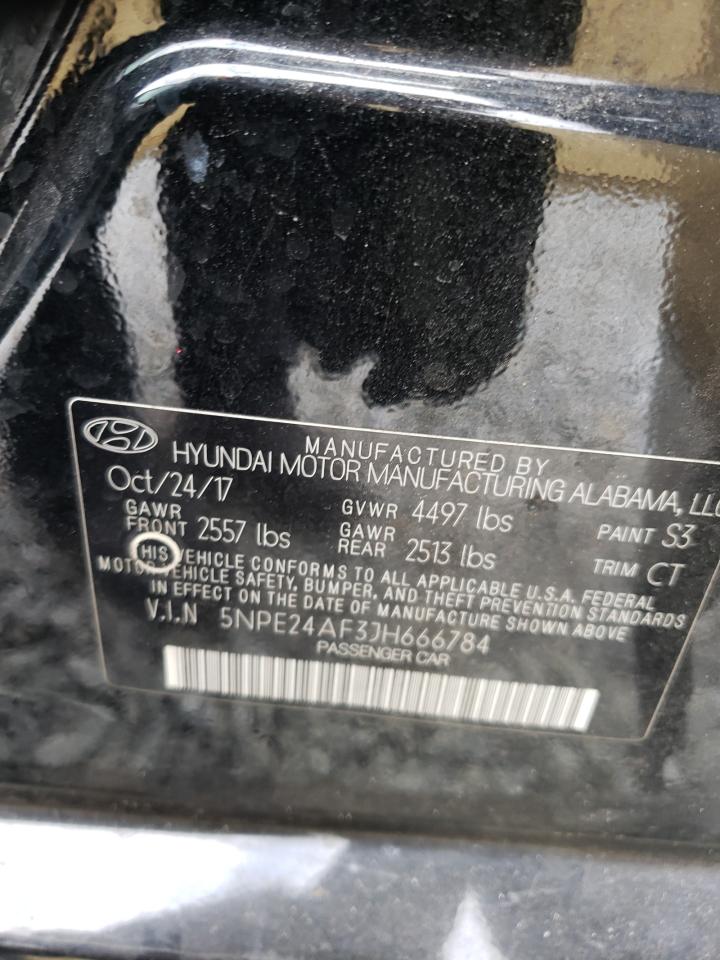 MANUFACTURED BY
HYUNDAI MOTOR MANUFACTURING ALABAMA, LLC
Oct/24/17 GVWR 4497 lbs PAINT S3
GAWR FRONT 2557 lbs GAWR REAR 2513 lbs TRIM CT
THIS VEHICLE CONFORMS TO ALL APPLICABLE U.S.A. FEDERAL
MOTOR VEHICLE SAFETY, BUMPER, AND THEFT PREVENTION STANDARDS
IN EFFECT ON THE DATE OF MANUFACTURE SHOWN ABOVE
V.I.N 5NPE24AF3JH666784
PASSENGER CAR